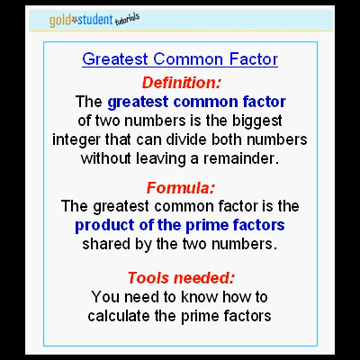 gold student tutorials
Greatest Common Factor
Definition:
The greatest common factor
of two numbers is the biggest
integer that can divide both numbers
without leaving a remainder.
Formula:
The greatest common factor is the
product of the prime factors
shared by the two numbers.
Tools needed:
You need to know how to
calculate the prime factors